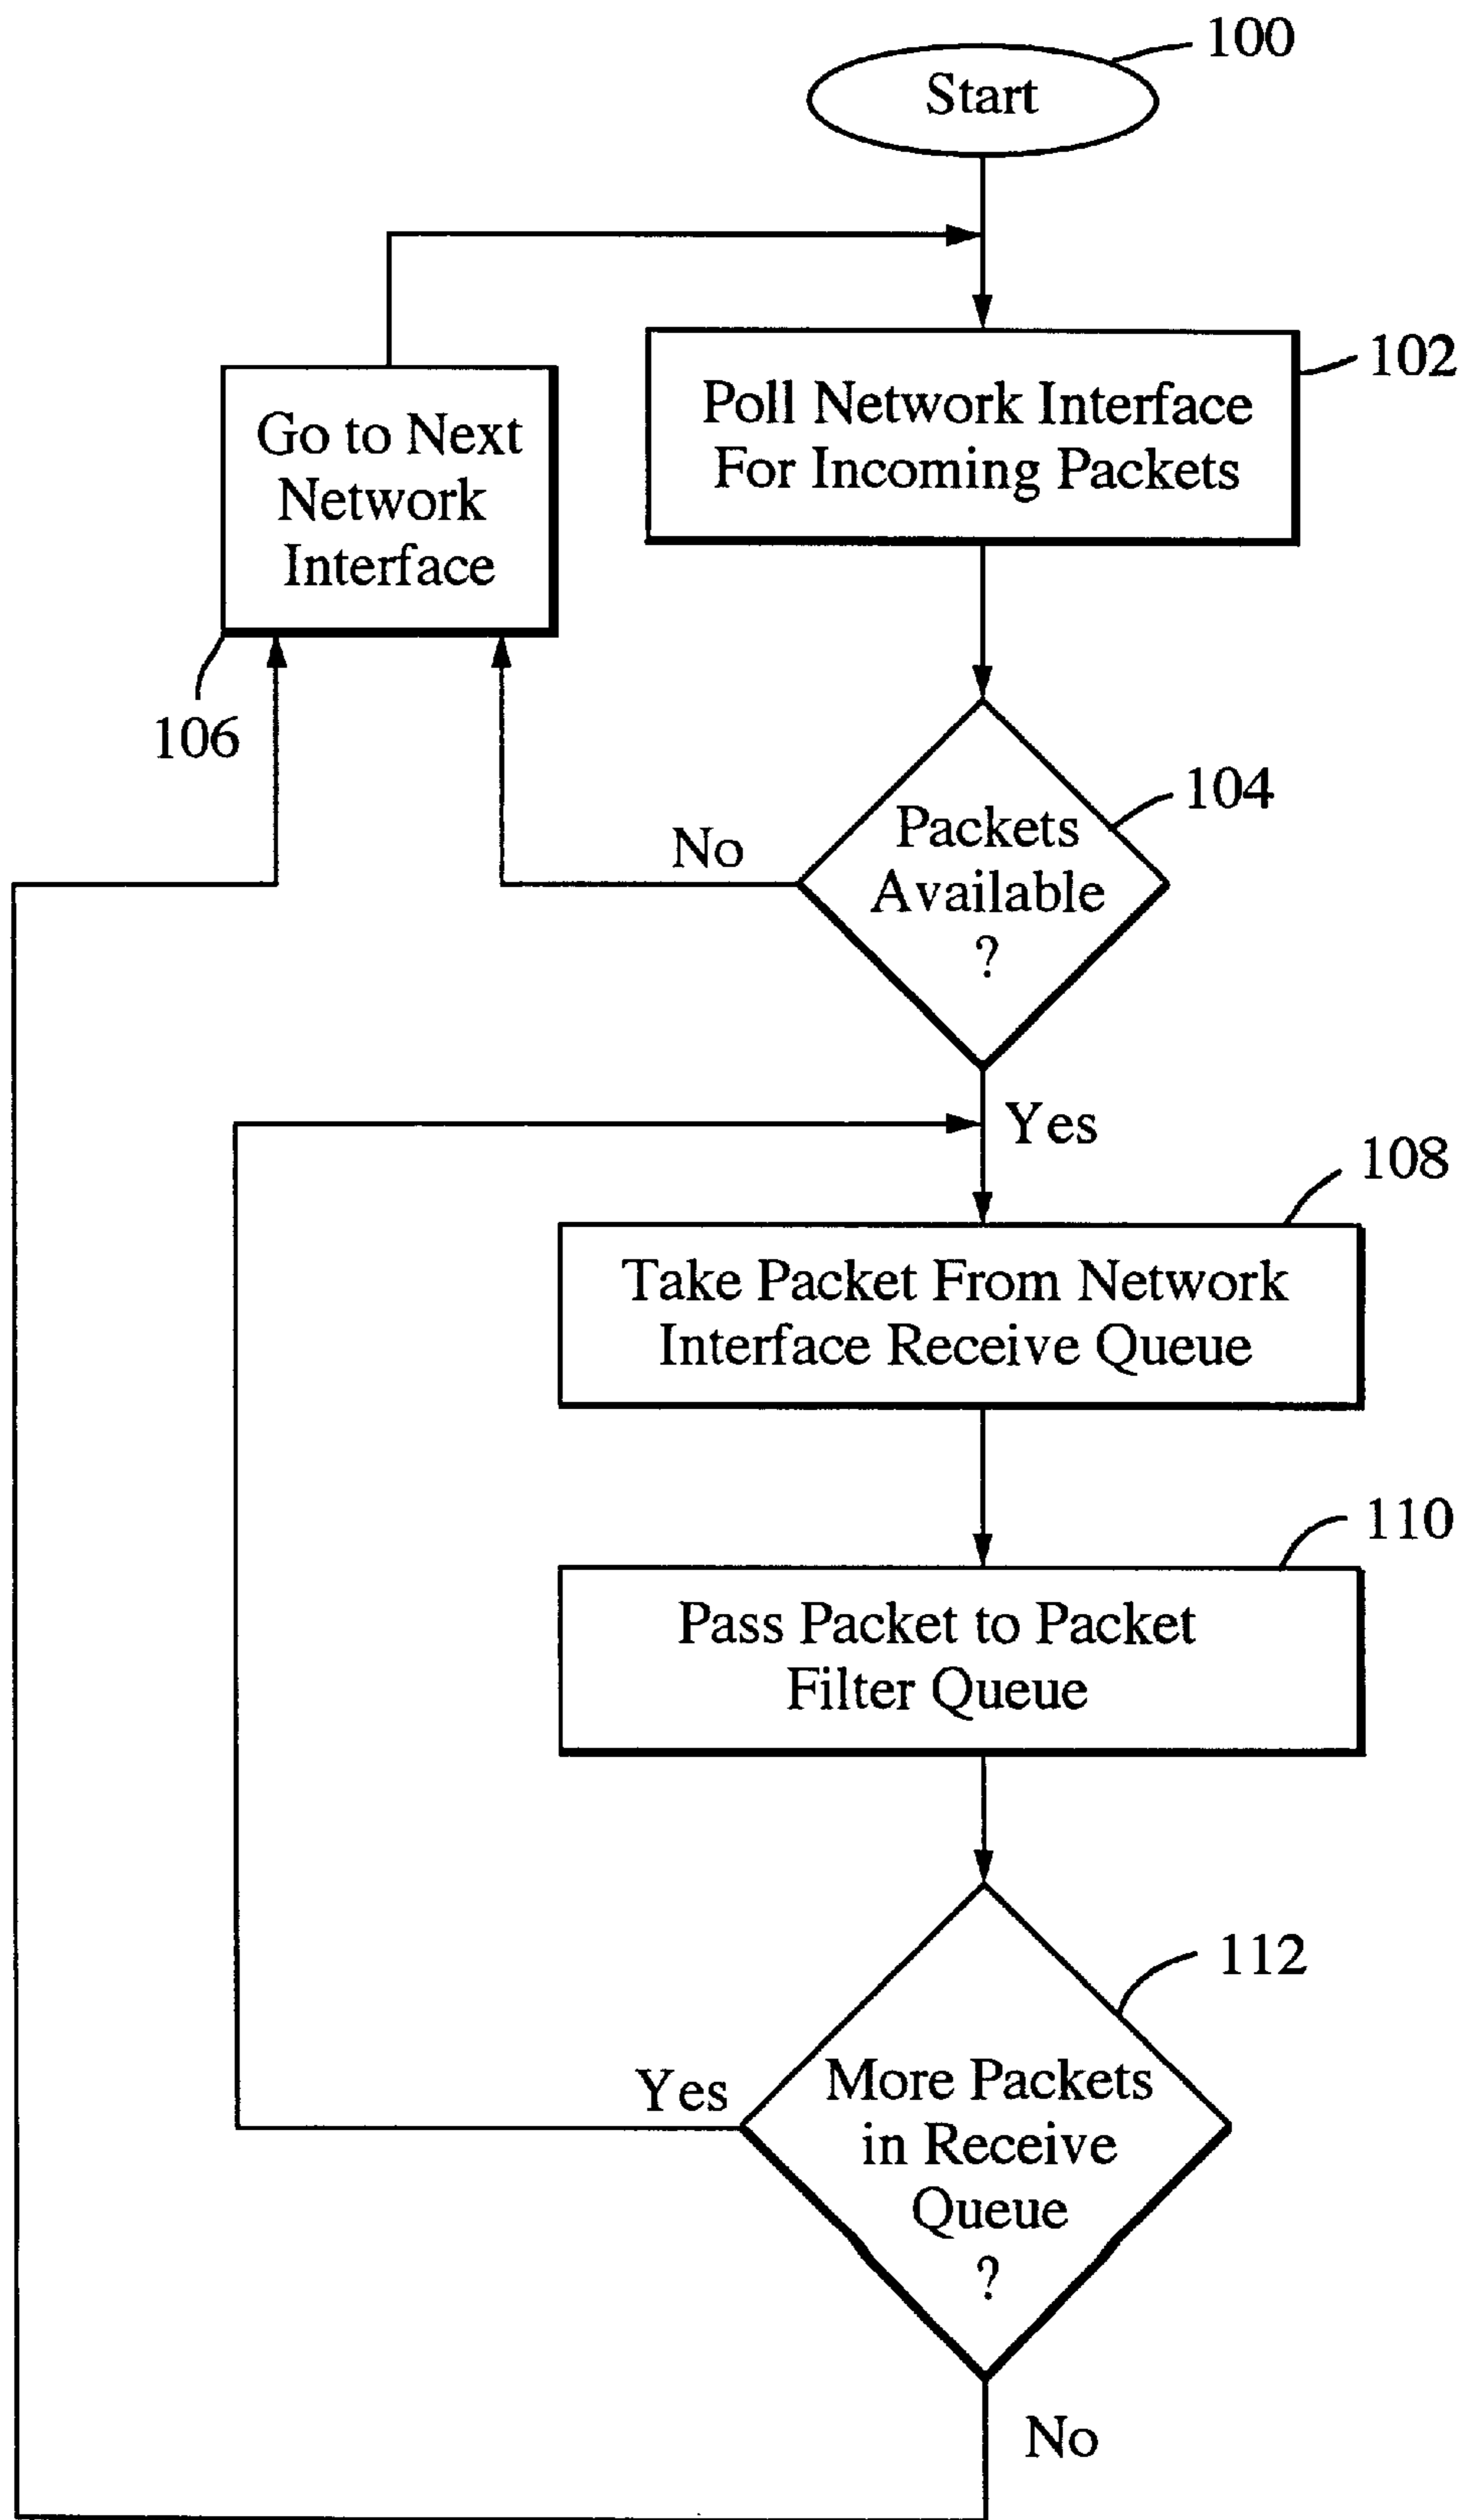 100
Start
102
Poll Network Interface
For Incoming Packets
Go to Next
Network
Interface
106
104
Packets
Available
?
No
Yes
108
Take Packet From Network
Interface Receive Queue
110
Pass Packet to Packet
Filter Queue
112
More Packets
in Receive
Queue
?
Yes
No